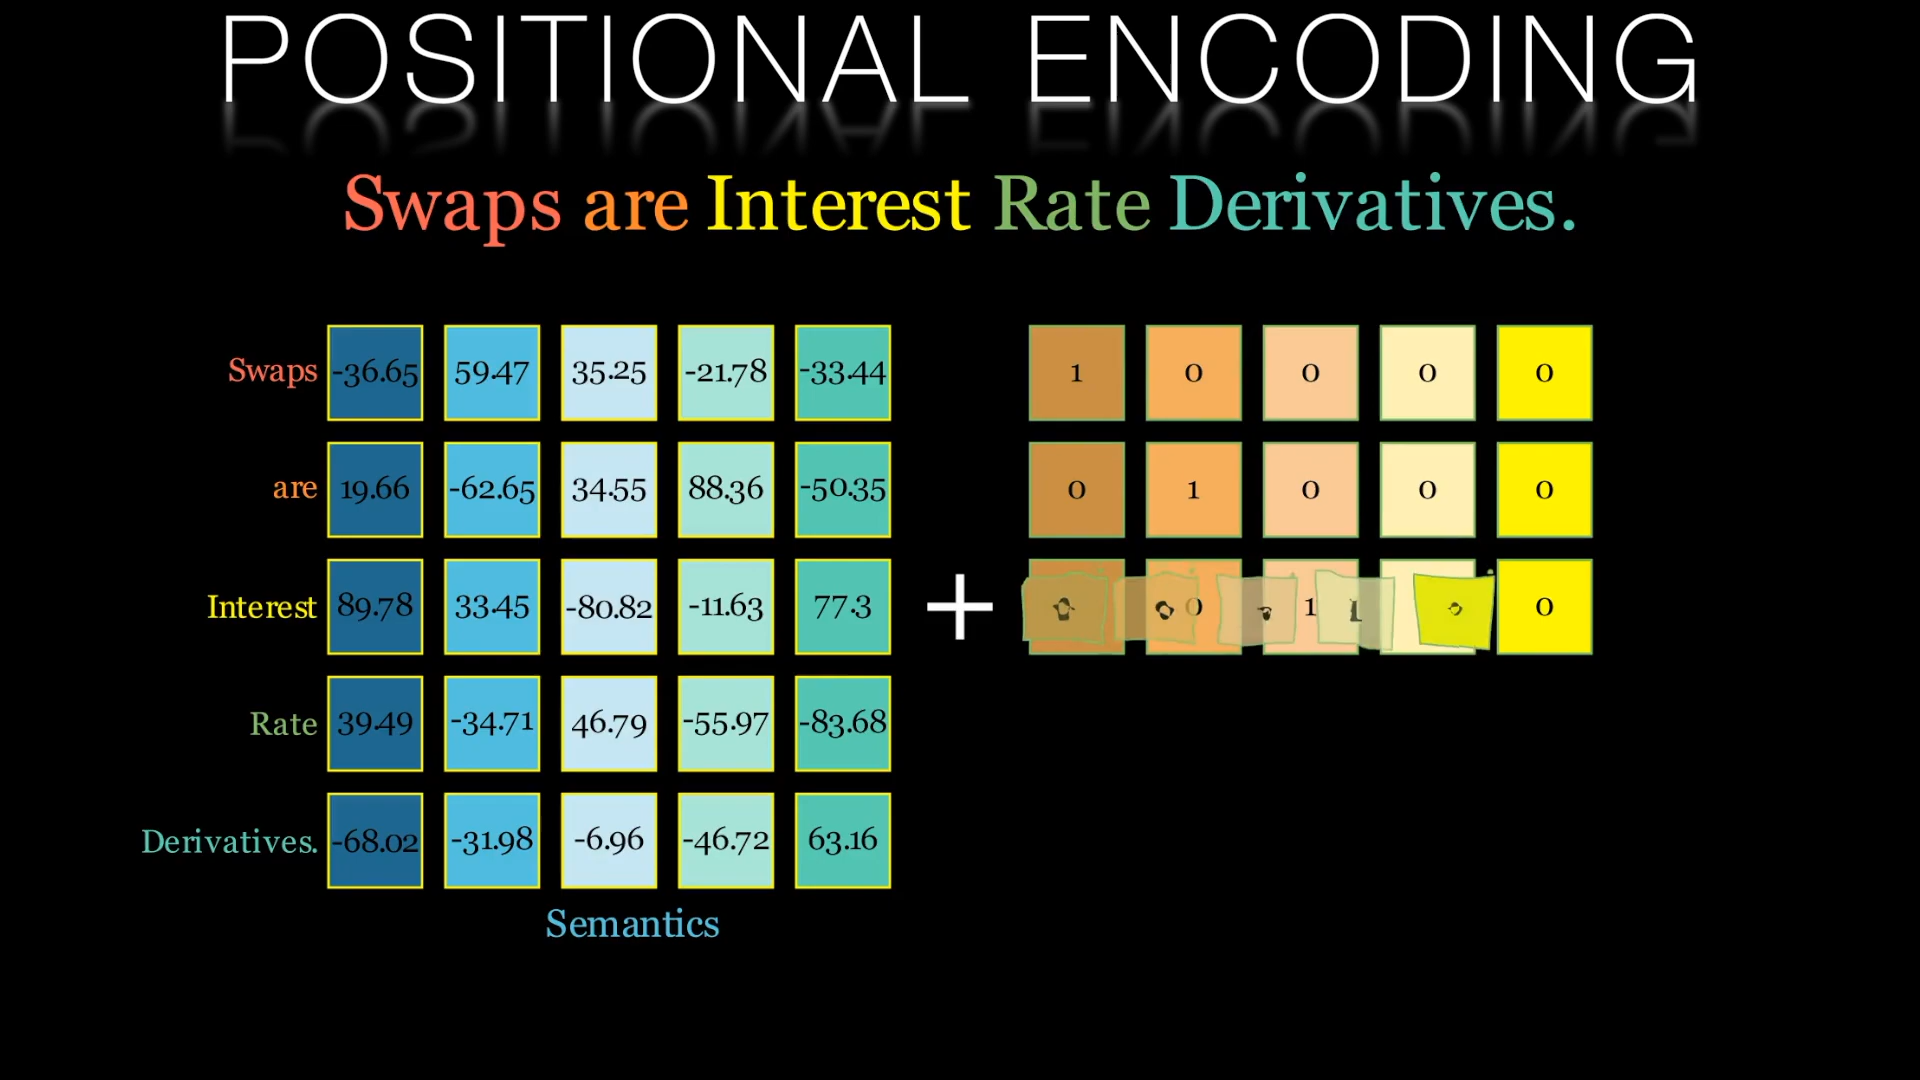 POSITIONAL ENCODING
Swaps are Interest Rate Derivatives.
Swaps -36.65 59.47 35.25 -21.78 -33.44 1 0 0 0 0
are 19.66 -62.65 34.55 88.36 -50.35 0 1 0 0 0
Interest 89.78 33.45 -80.82 -11.63 77.3 + 0 1 0
Rate 39.49 -34.71 46.79 -55.97 -83.68
Derivatives. -68.02 -31.98 -6.96 -46.72 63.16
Semantics